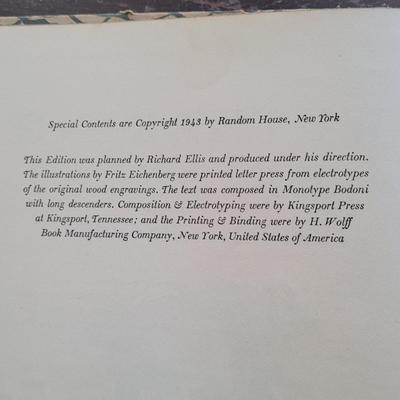 Special Contents are Copyright 1943 by Random House, New York
This Edition was planned by Richard Ellis and produced under his direction.
The illustrations by Fritz Eichenberg were printed letter press from electrotypes
of the original wood engravings. The text was composed in Monotype Bodoni
with long descenders. Composition & Electrotyping were by Kingsport Press
at Kingsport, Tennessee; and the Printing & Binding were by H. Wolff
Book Manufacturing Company, New York, United States of America